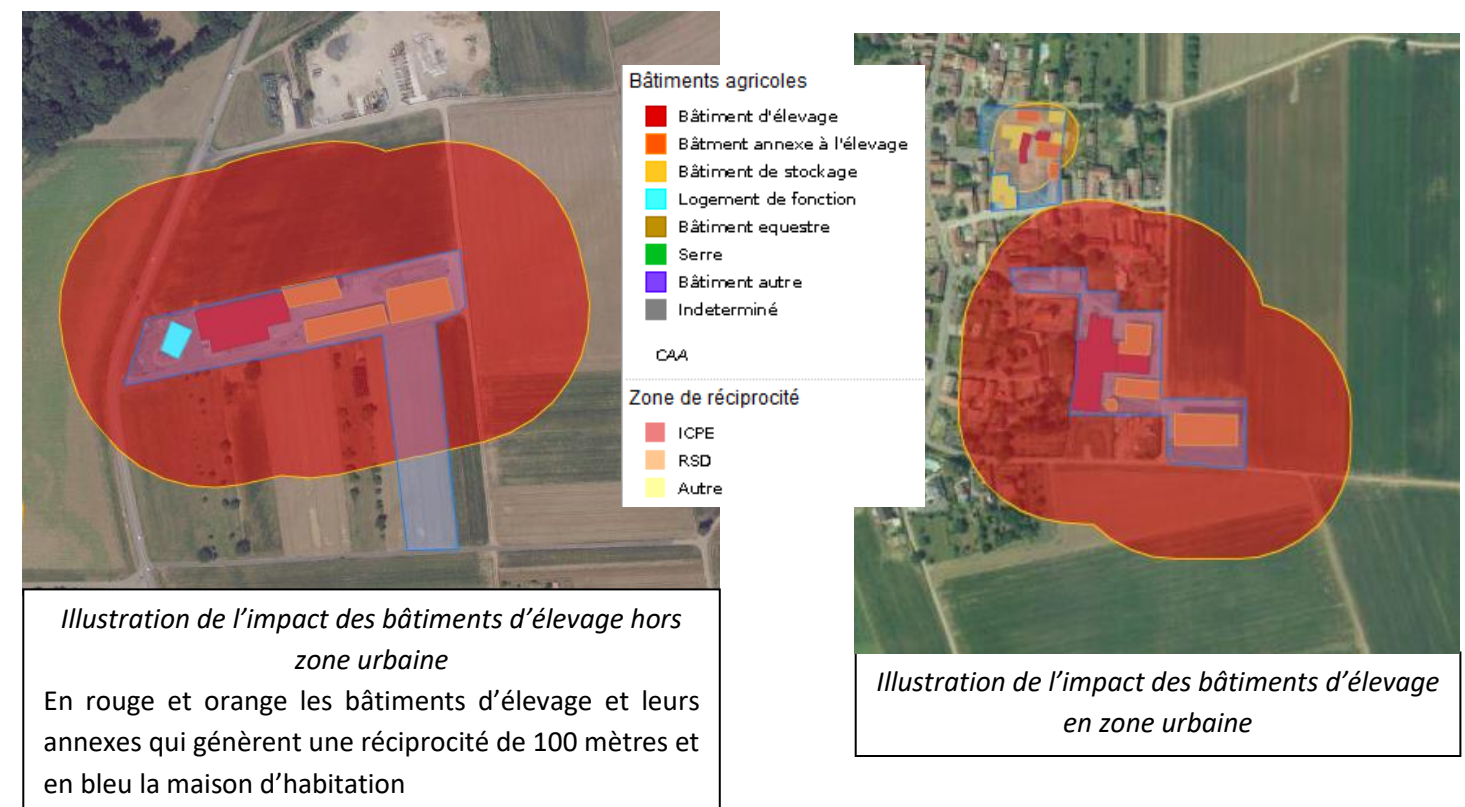 Bâtiments agricoles
Bâtiment d'élevage
Bâtment annexe à l'élevage
Bâtiment de stockage
Logement de fonction
Bâtiment equestre
Serre
Bâtiment autre
Indeterminé
CAA
Zone de réciprocité
ICPE
RSD
Autre
Illustration de l'impact des bâtiments d'élevage hors
zone urbaine
En rouge et orange les bâtiments d'élevage et leurs
annexes qui génèrent une réciprocité de 100 mètres et
en bleu la maison d'habitation
Illustration de l'impact des bâtiments d'élevage
en zone urbaine